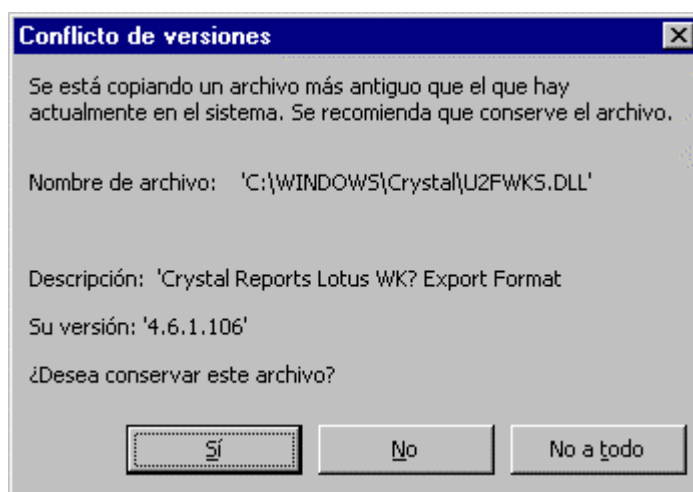 Conflicto de versiones
Se está copiando un archivo más antiguo que el que hay
actualmente en el sistema. Se recomienda que conserve el archivo.
Nombre de archivo: 'C:\WINDOWS\Crystal\U2FWKS.DLL'
Descripción: 'Crystal Reports Lotus WK? Export Format
Su versión: '4.6.1.106'
¿Desea conservar este archivo?
Sí No No a todo